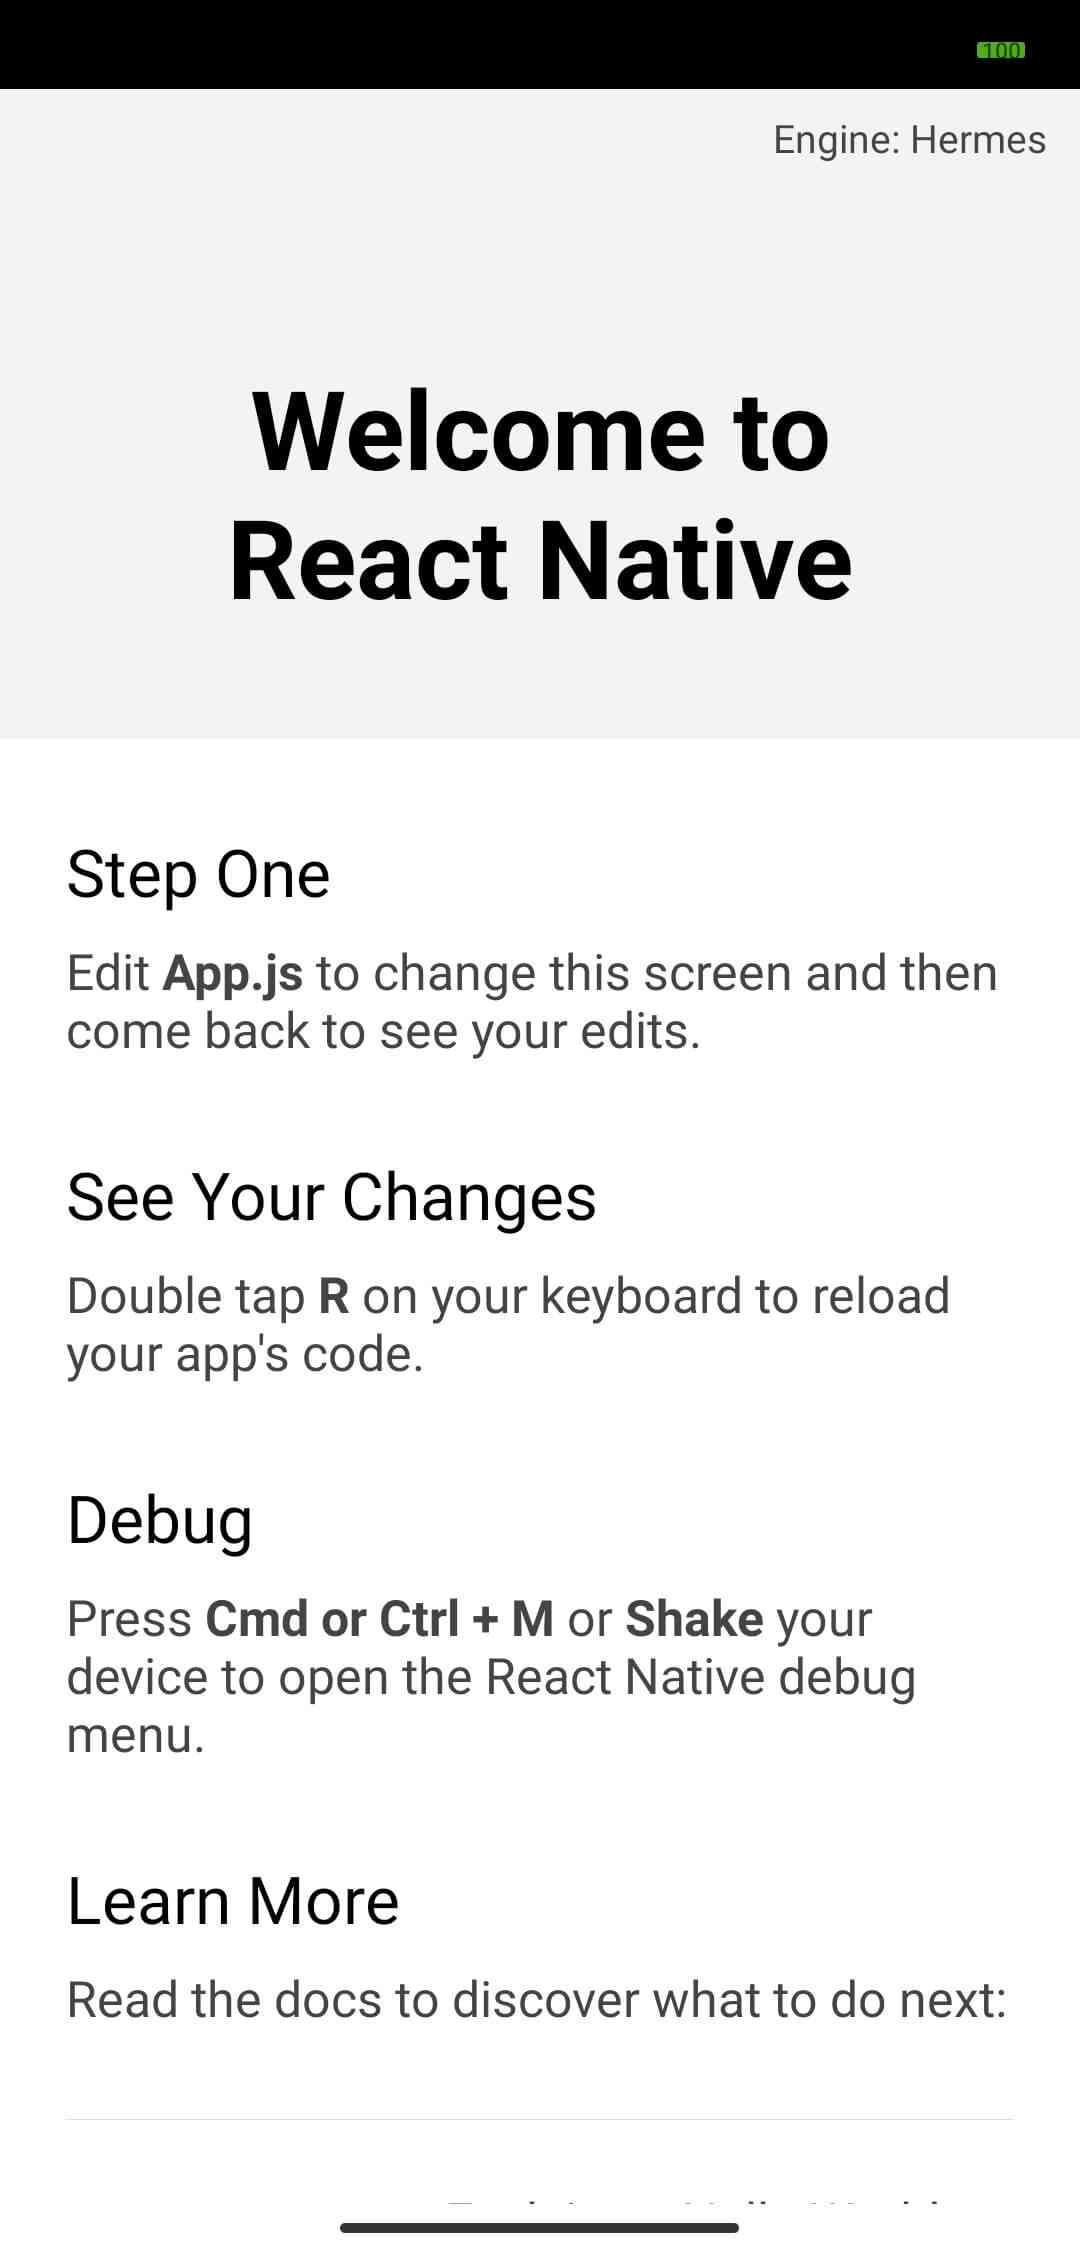 100
Engine: Hermes
Welcome to
React Native
Step One
Edit App.js to change this screen and then
come back to see your edits.
See Your Changes
Double tap R on your keyboard to reload
your app's code.
Debug
Press Cmd or Ctrl + M or Shake your
device to open the React Native debug
menu.
Learn More
Read the docs to discover what to do next: